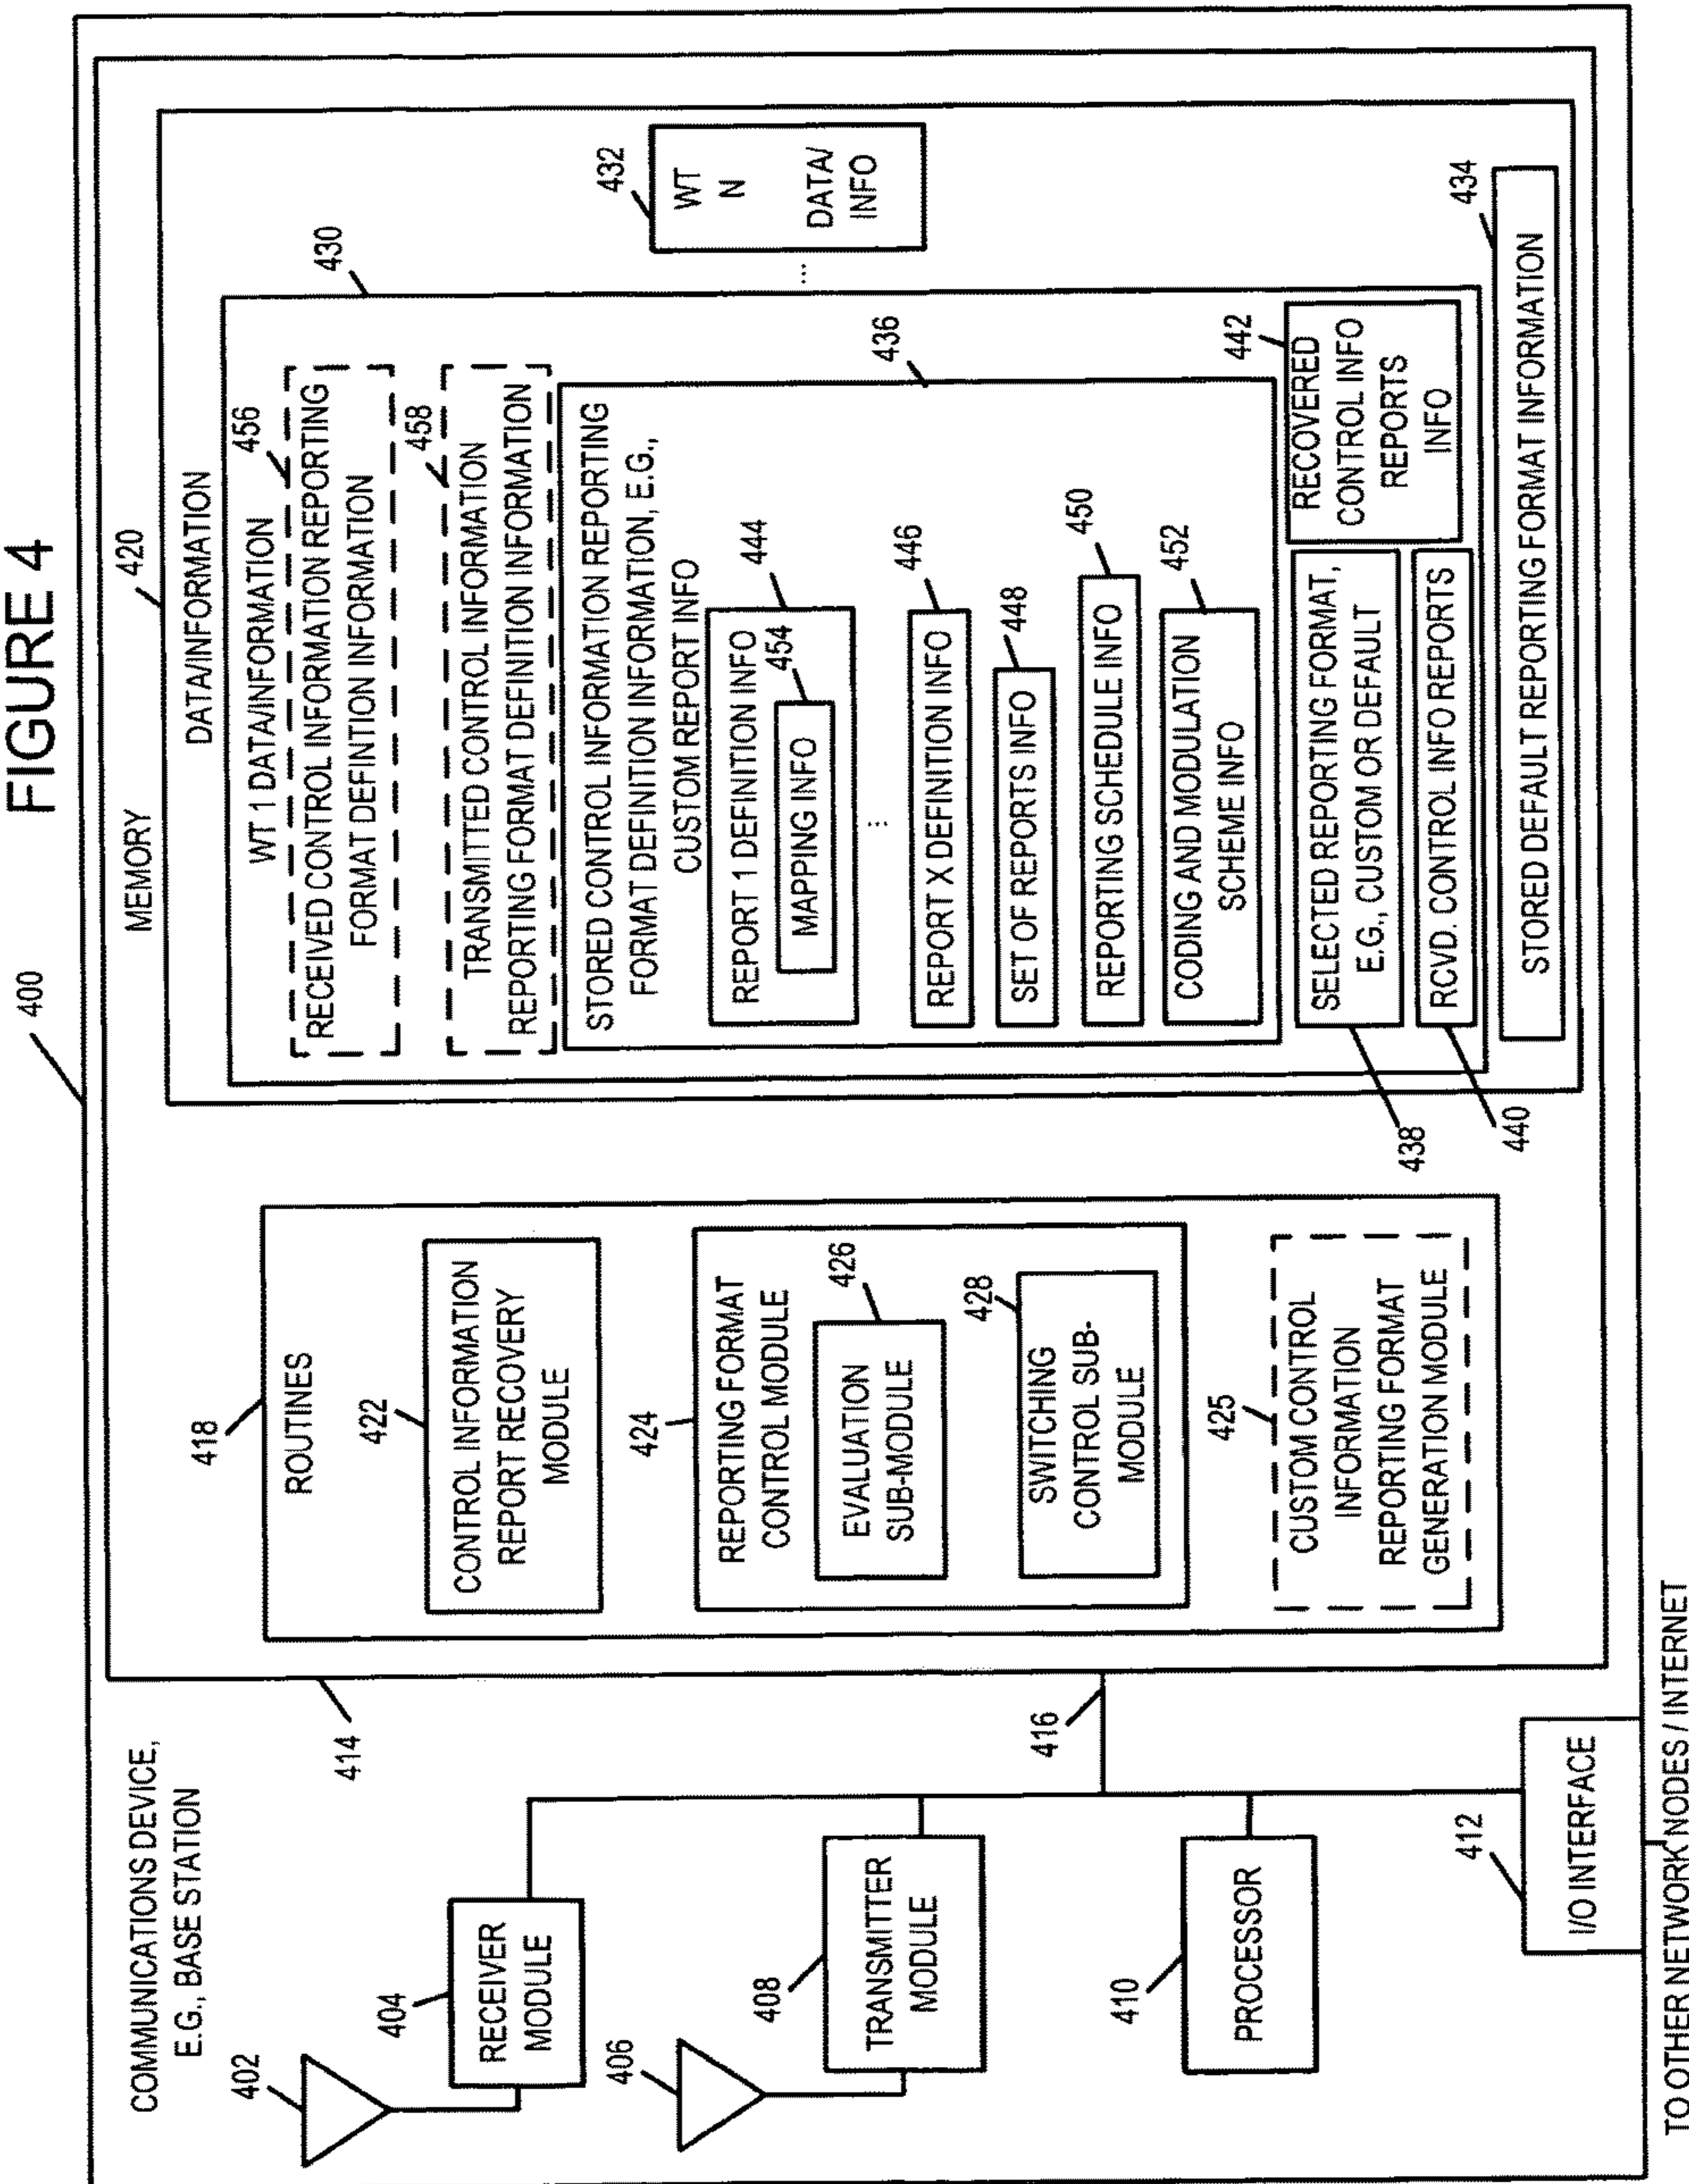 FIGURE 4
400
COMMUNICATIONS DEVICE,
E.G., BASE STATION
402
404
RECEIVER
MODULE
406
408
TRANSMITTER
MODULE
410
PROCESSOR
412
I/O INTERFACE
TO OTHER NETWORK NODES / INTERNET
414
416
MEMORY
418
ROUTINES
422
CONTROL INFORMATION
REPORT RECOVERY
MODULE
424
REPORTING FORMAT
CONTROL MODULE
426
EVALUATION
SUB-MODULE
428
SWITCHING
CONTROL SUB-
MODULE
425
CUSTOM CONTROL
INFORMATION
REPORTING FORMAT
GENERATION MODULE
420
DATA/INFORMATION
430
WT 1 DATA/INFORMATION
456
RECEIVED CONTROL INFORMATION REPORTING
FORMAT DEFINTION INFORMATION
458
TRANSMITTED CONTROL INFORMATION
REPORTING FORMAT DEFINITION INFORMATION
436
STORED CONTROL INFORMATION REPORTING
FORMAT DEFINITION INFORMATION, E.G.,
CUSTOM REPORT INFO
444
REPORT 1 DEFINITION INFO
454
MAPPING INFO
...
446
REPORT X DEFINITION INFO
448
SET OF REPORTS INFO
450
REPORTING SCHEDULE INFO
452
CODING AND MODULATION
SCHEME INFO
438
SELECTED REPORTING FORMAT,
E.G., CUSTOM OR DEFAULT
440
RCVD. CONTROL INFO REPORTS
442
RECOVERED
CONTROL INFO
REPORTS
INFO
...
432
WT
N
DATA/
INFO
434
STORED DEFAULT REPORTING FORMAT INFORMATION